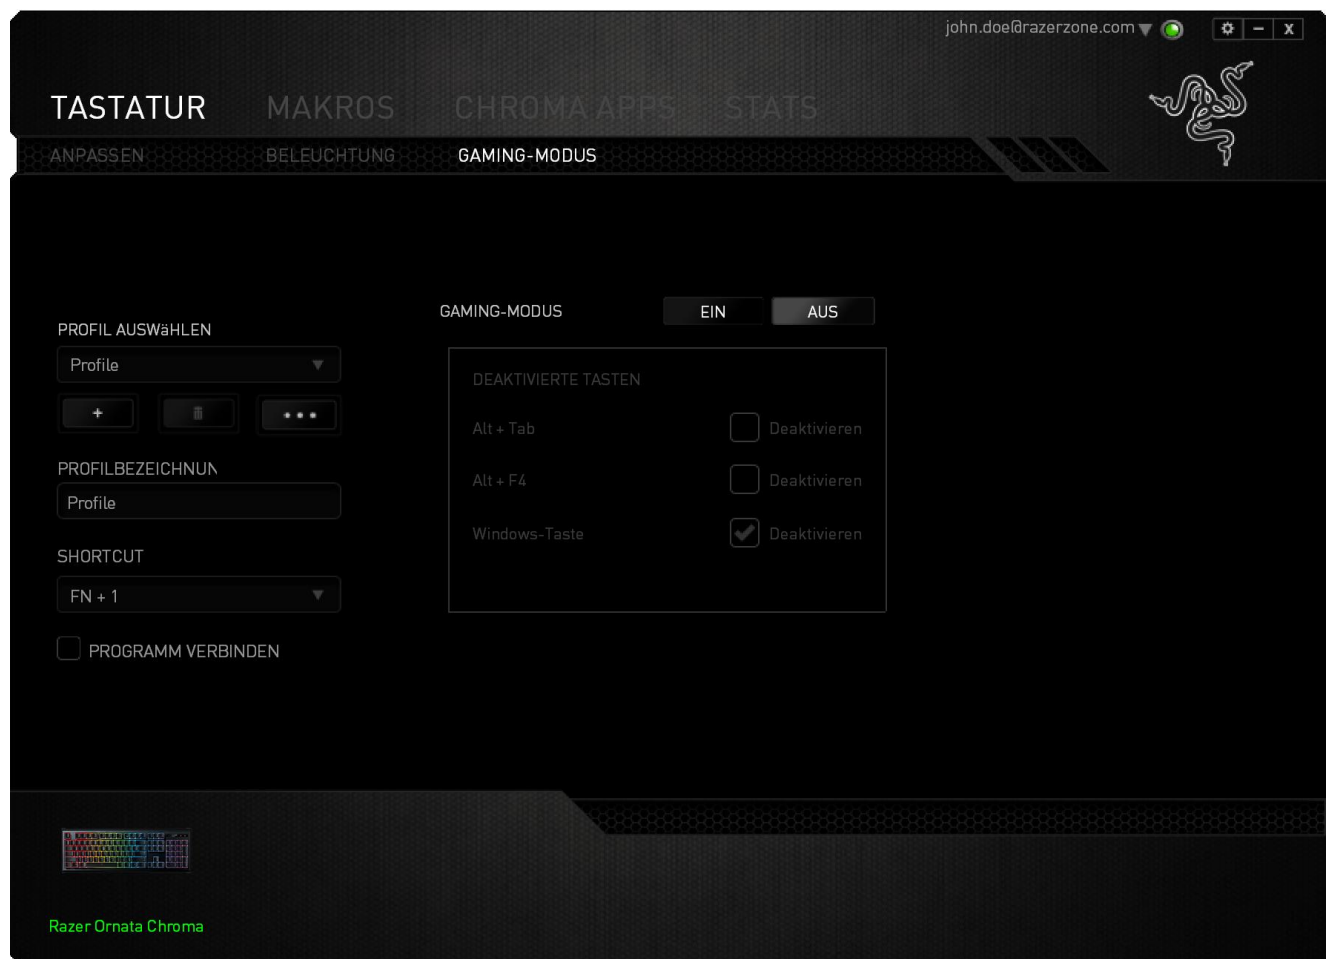 john.doe@razerzone.com
TASTATUR MAKROS CHROMA APPS STATS
ANPASSEN BELEUCHTUNG GAMING-MODUS
GAMING-MODUS EIN AUS
PROFIL AUSWäHLEN
Profile
PROFILBEZEICHNUN
Profile
SHORTCUT
FN + 1
PROGRAMM VERBINDEN
DEAKTIVIERTE TASTEN
Alt + Tab Deaktivieren
Alt + F4 Deaktivieren
Windows-Taste Deaktivieren
Razer Ornata Chroma